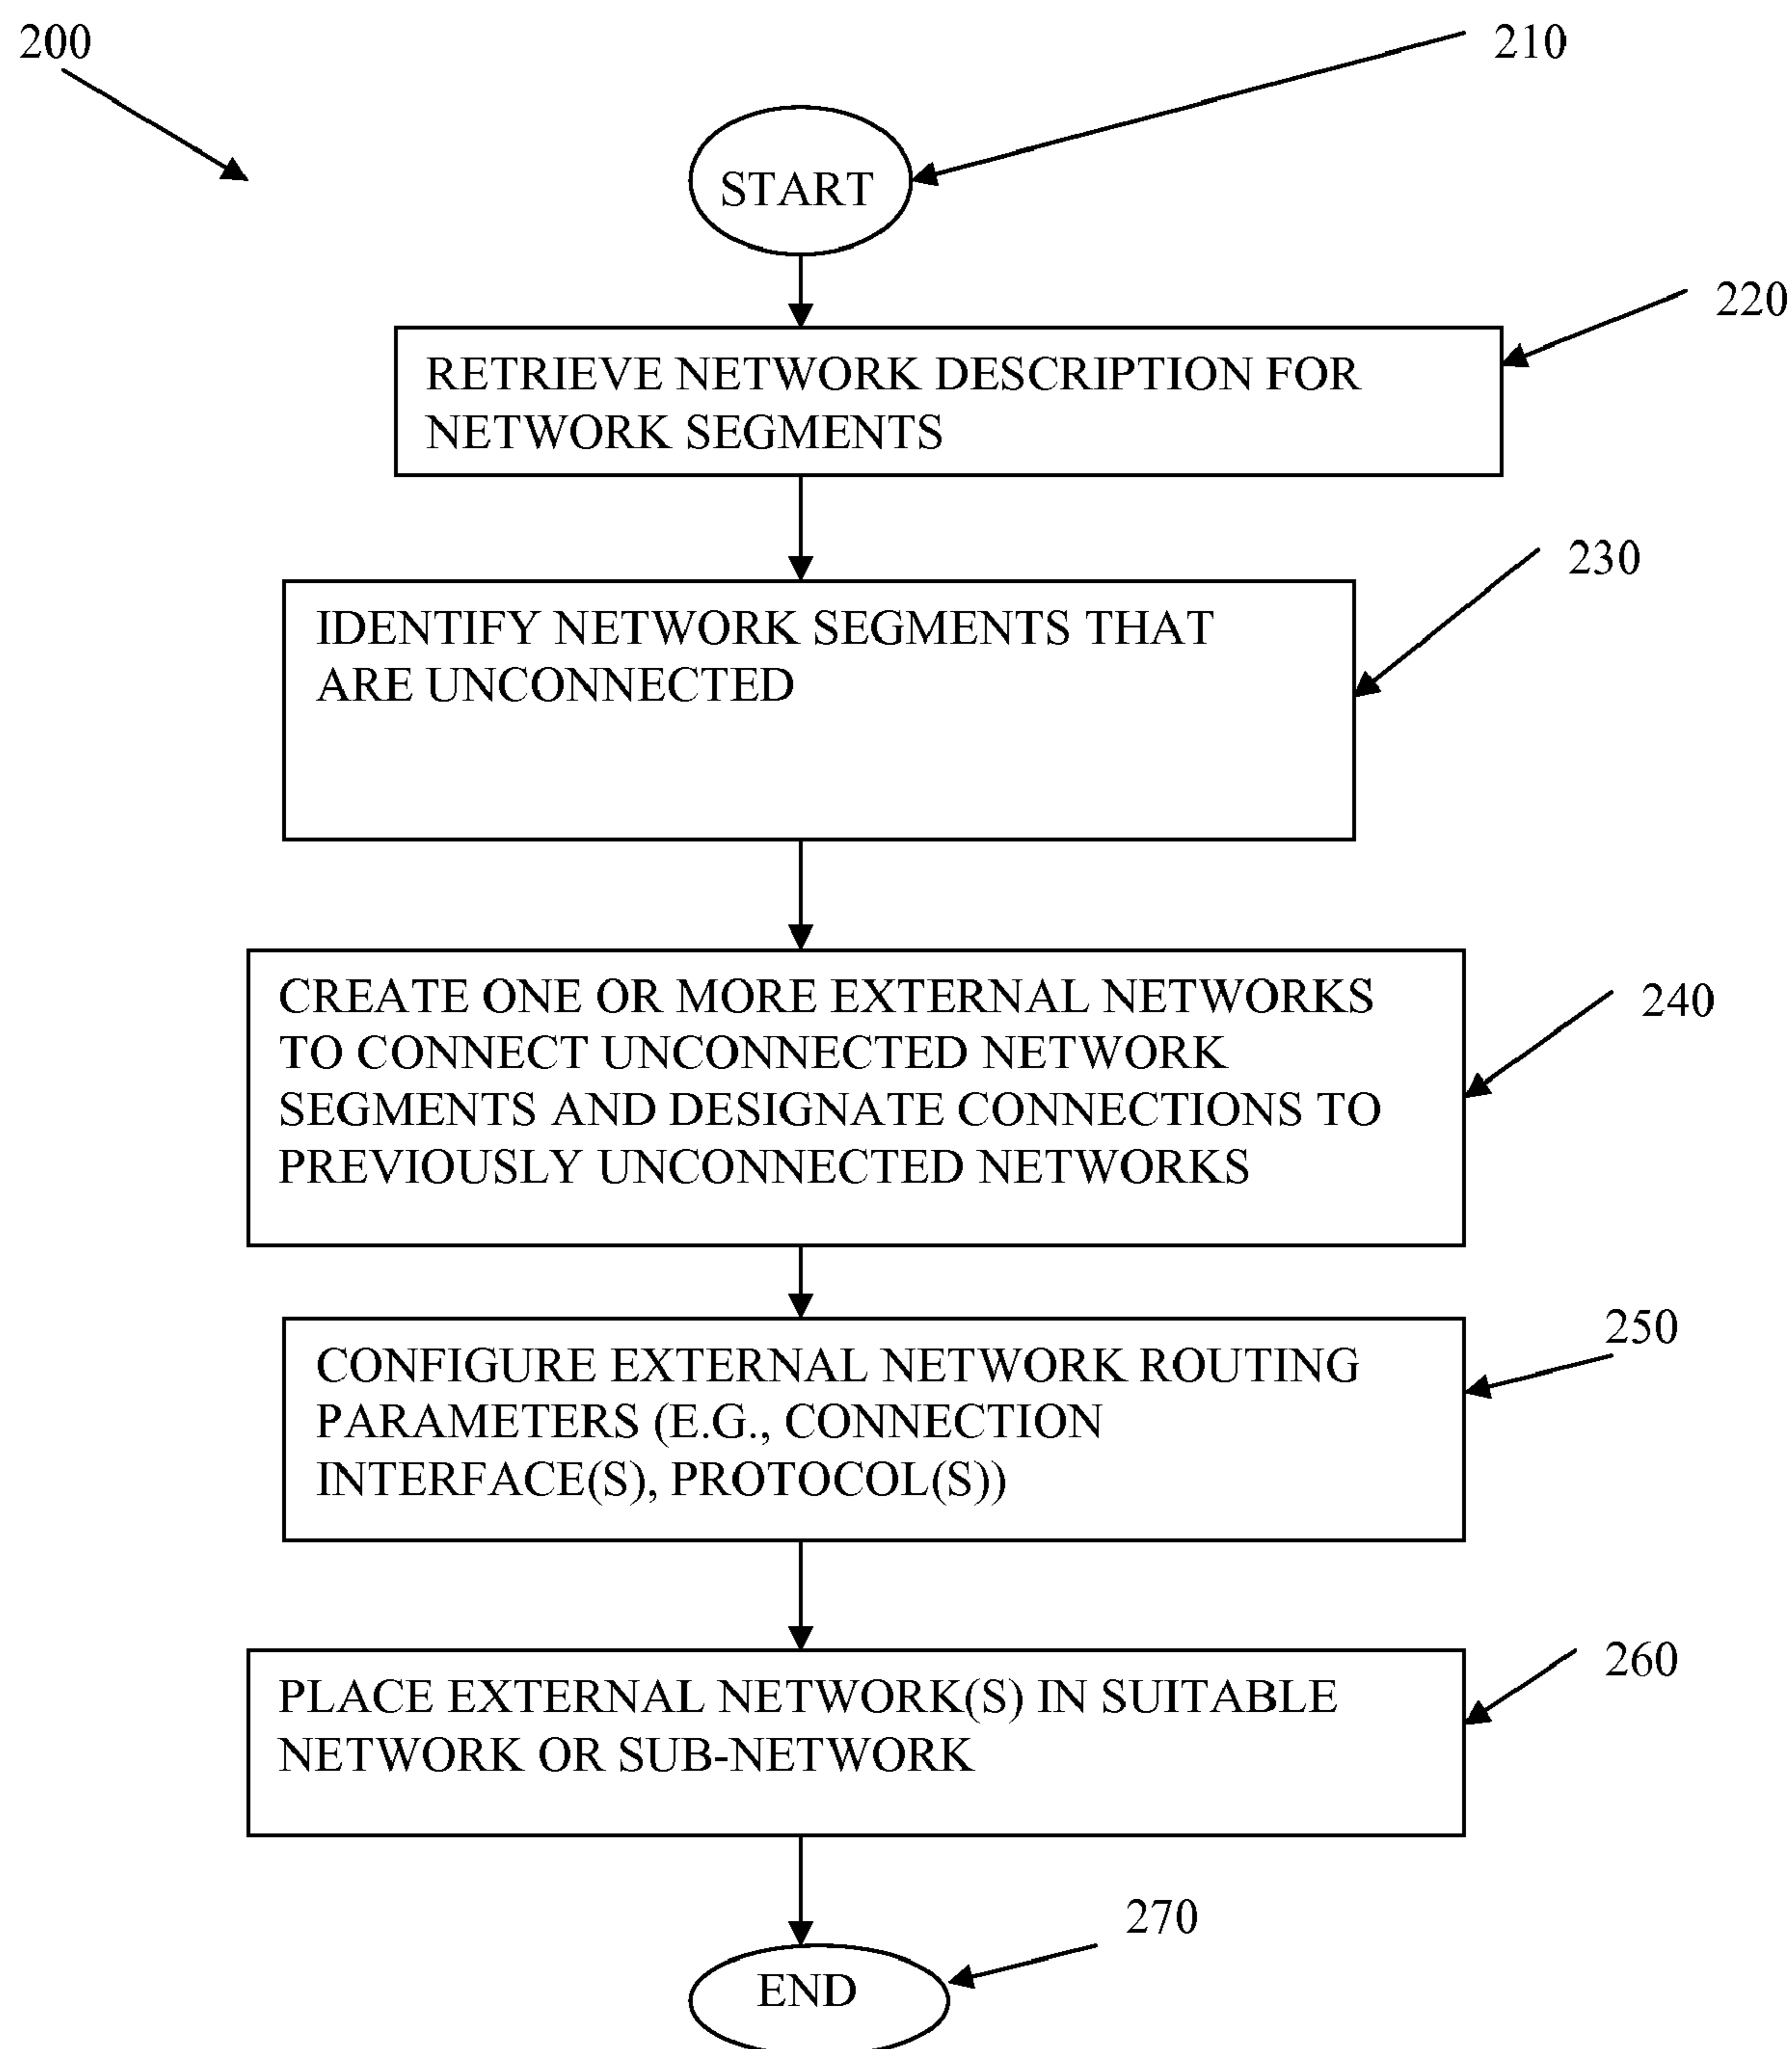 200
210
START
220
RETRIEVE NETWORK DESCRIPTION FOR
NETWORK SEGMENTS
230
IDENTIFY NETWORK SEGMENTS THAT
ARE UNCONNECTED
240
CREATE ONE OR MORE EXTERNAL NETWORKS
TO CONNECT UNCONNECTED NETWORK
SEGMENTS AND DESIGNATE CONNECTIONS TO
PREVIOUSLY UNCONNECTED NETWORKS
250
CONFIGURE EXTERNAL NETWORK ROUTING
PARAMETERS (E.G., CONNECTION
INTERFACE(S), PROTOCOL(S))
260
PLACE EXTERNAL NETWORK(S) IN SUITABLE
NETWORK OR SUB-NETWORK
270
END